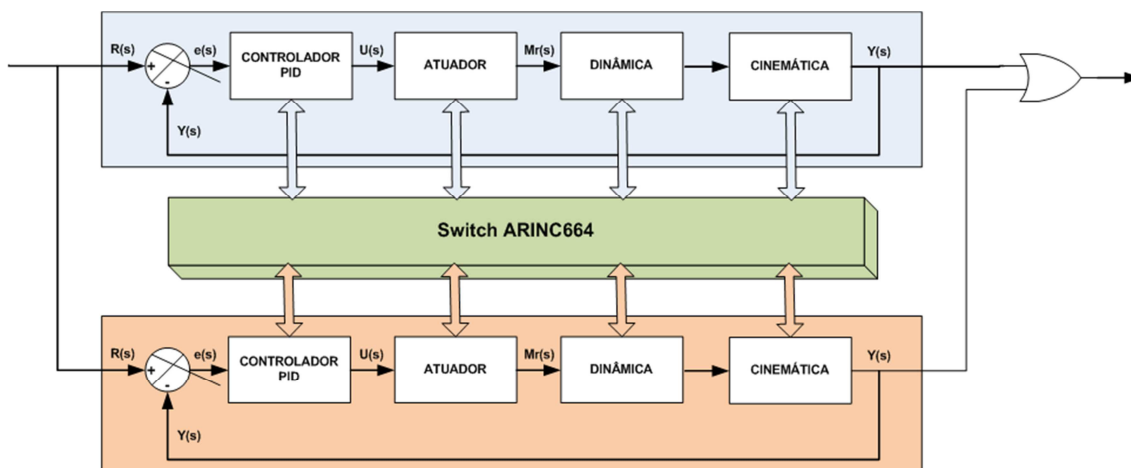 R(s)
+
-
e(s)
CONTROLADOR
PID
U(s)
ATUADOR
Mr(s)
DINÂMICA
CINEMÁTICA
Y(s)
Y(s)
Switch ARINC664
R(s)
+
-
e(s)
CONTROLADOR
PID
U(s)
ATUADOR
Mr(s)
DINÂMICA
CINEMÁTICA
Y(s)
Y(s)